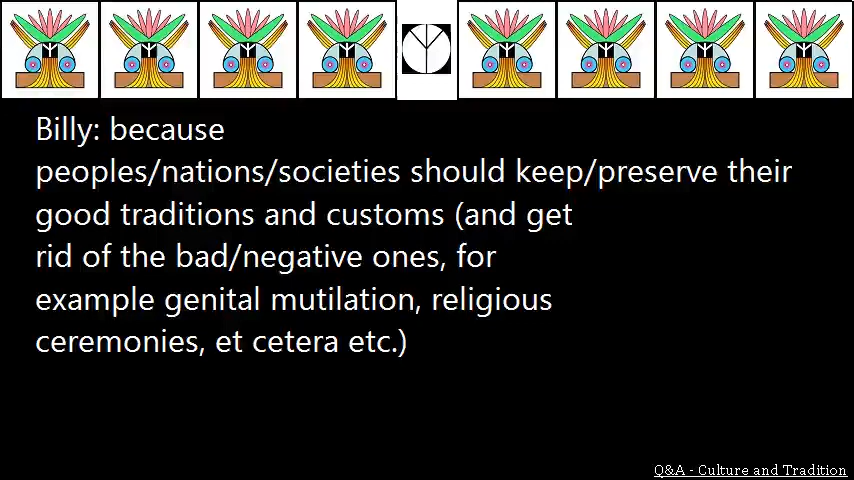 Billy: because
peoples/nations/societies should keep/preserve their
good traditions and customs (and get
rid of the bad/negative ones, for
example genital mutilation, religious
ceremonies, et cetera etc.)
Q&A - Culture and Tradition